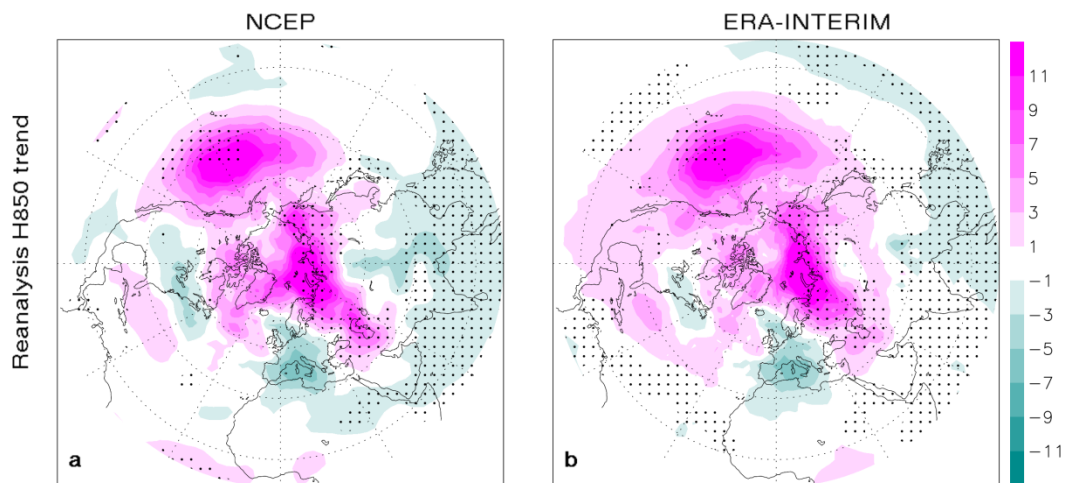 NCEP
ERA-INTERIM
Reanalysis H850 trend
11
9
7
5
3
1
−1
−3
−5
−7
−9
−11
a
b